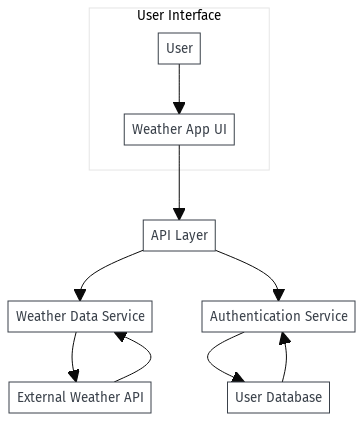 User Interface
User
Weather App UI
API Layer
Weather Data Service
Authentication Service
External Weather API
User Database